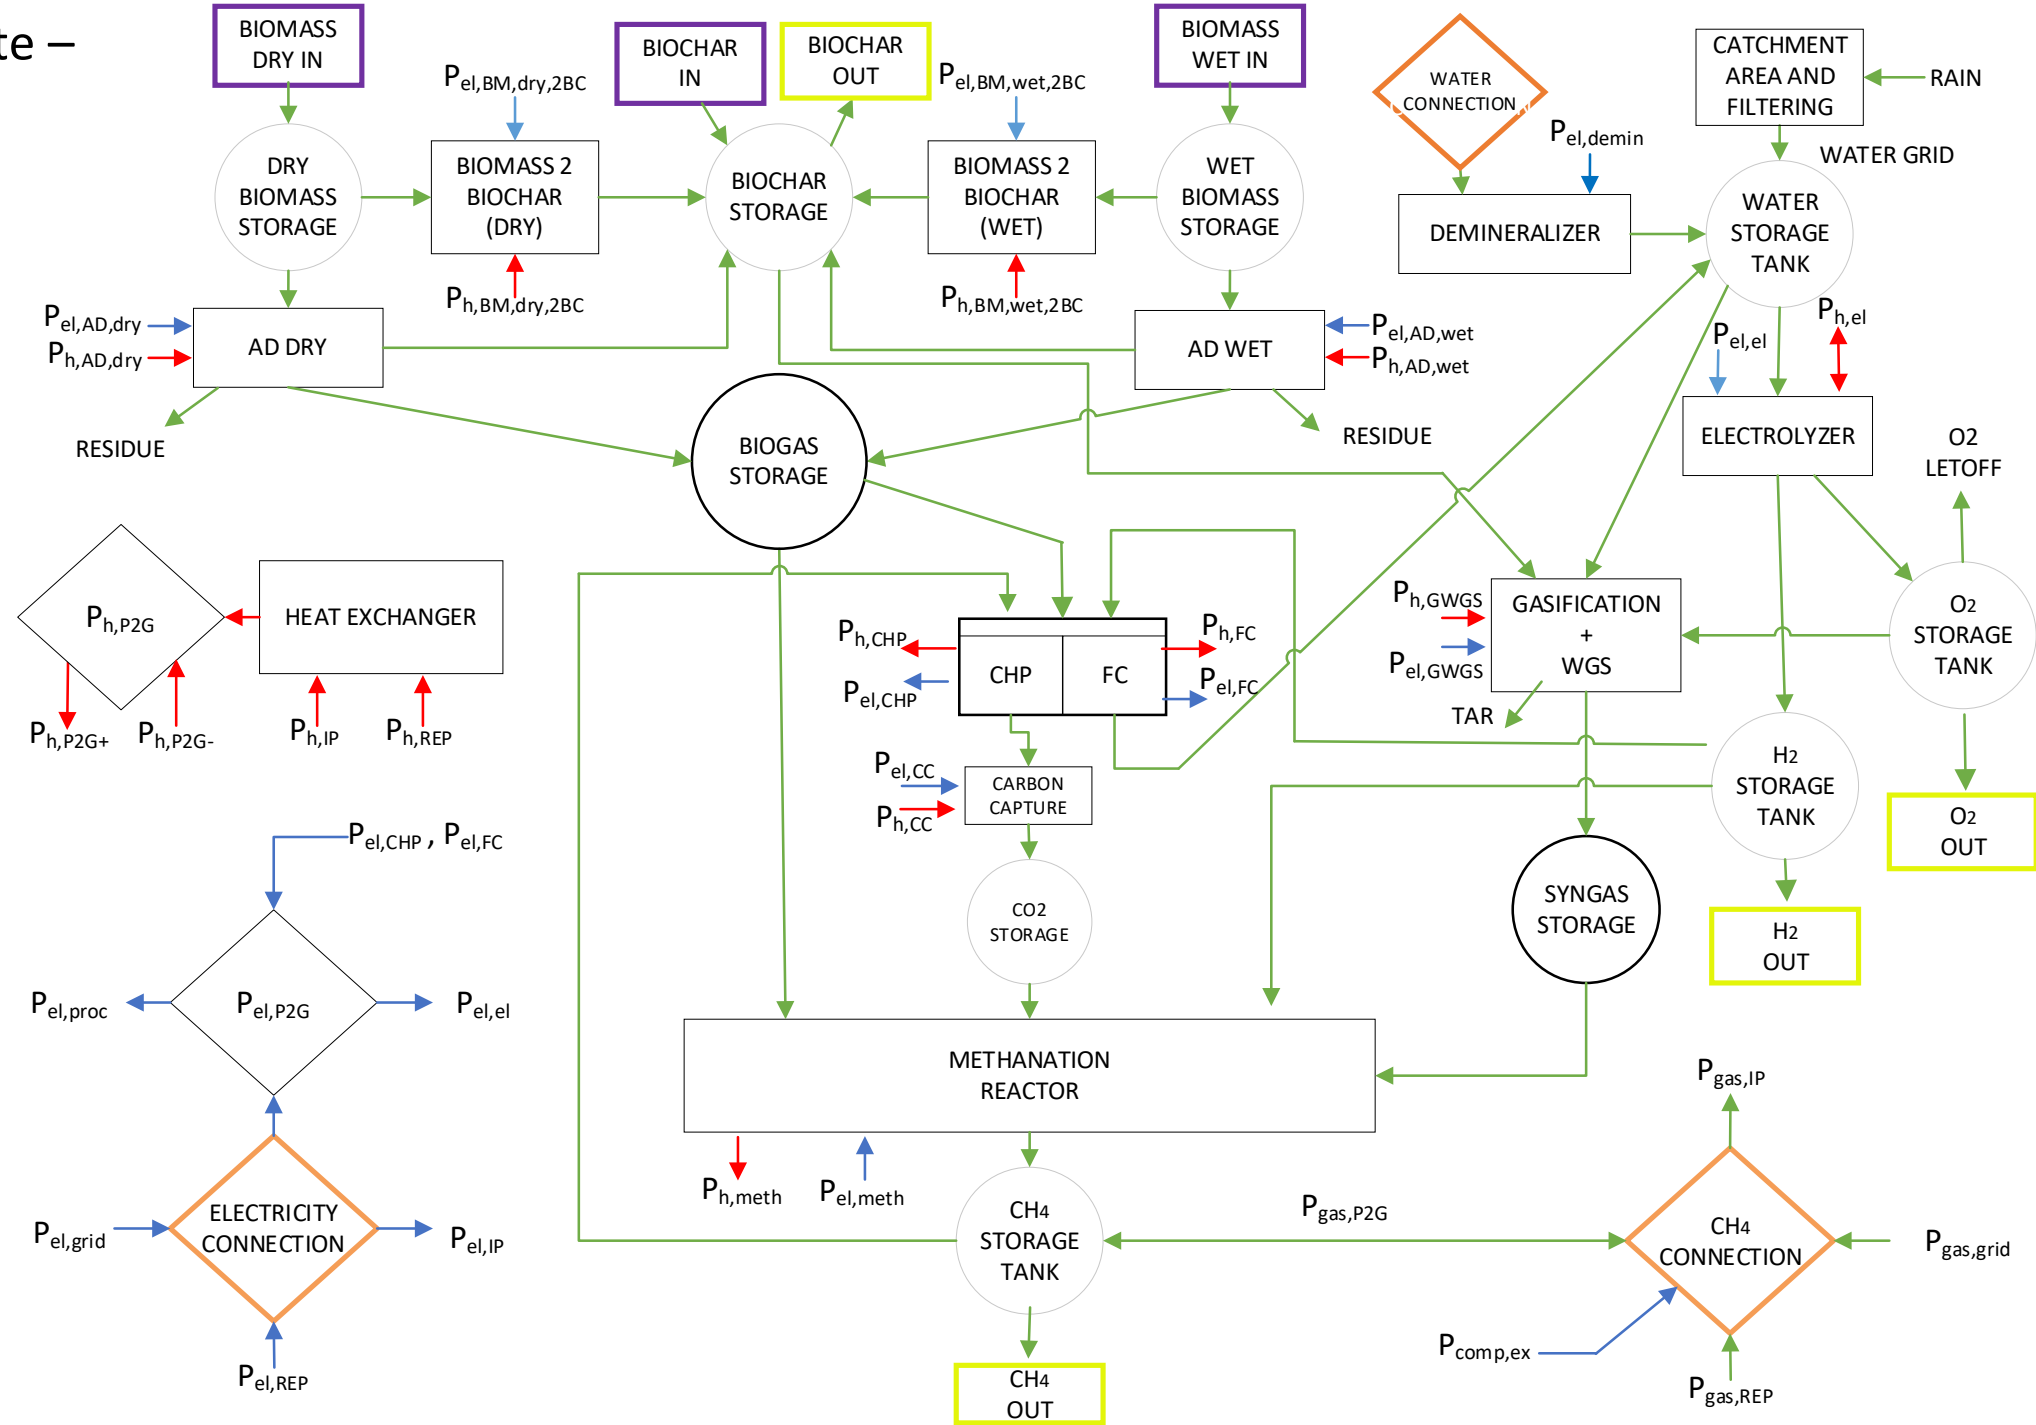 te –
BIOMASS
DRY IN
BIOCHAR
IN
BIOCHAR
OUT
BIOMASS
WET IN
WATER
CONNECTION
CATCHMENT
AREA AND
FILTERING
RAIN
Pel,BM,dry,2BC
Pel,BM,wet,2BC
Pel,demin
WATER GRID
DRY
BIOMASS
STORAGE
BIOMASS 2
BIOCHAR
(DRY)
BIOCHAR
STORAGE
BIOMASS 2
BIOCHAR
(WET)
WET
BIOMASS
STORAGE
DEMINERALIZER
WATER
STORAGE
TANK
Ph,BM,dry,2BC
Ph,BM,wet,2BC
Pel,AD,dry
Ph,AD,dry
AD DRY
AD WET
Pel,AD,wet
Ph,AD,wet
Pel,el
Ph,el
RESIDUE
BIOGAS
STORAGE
RESIDUE
ELECTROLYZER
O2
LETOFF
Ph,P2G
HEAT EXCHANGER
Ph,P2G+
Ph,P2G-
Ph,IP
Ph,REP
Ph,CHP
Pel,CHP
CHP
FC
Ph,FC
Pel,FC
Ph,GWGS
Pel,GWGS
GASIFICATION
+
WGS
TAR
O2
STORAGE
TANK
H2
STORAGE
TANK
Pel,CC
Ph,CC
CARBON
CAPTURE
O2
OUT
Pel,CHP , Pel,FC
CO2
STORAGE
SYNGAS
STORAGE
H2
OUT
Pel,proc
Pel,P2G
Pel,el
METHANATION
REACTOR
Pgas,IP
Ph,meth
Pel,meth
Pel,grid
ELECTRICITY
CONNECTION
Pel,IP
CH4
STORAGE
TANK
Pgas,P2G
CH4
CONNECTION
Pgas,grid
Pel,REP
Pcomp,ex
Pgas,REP
CH4
OUT